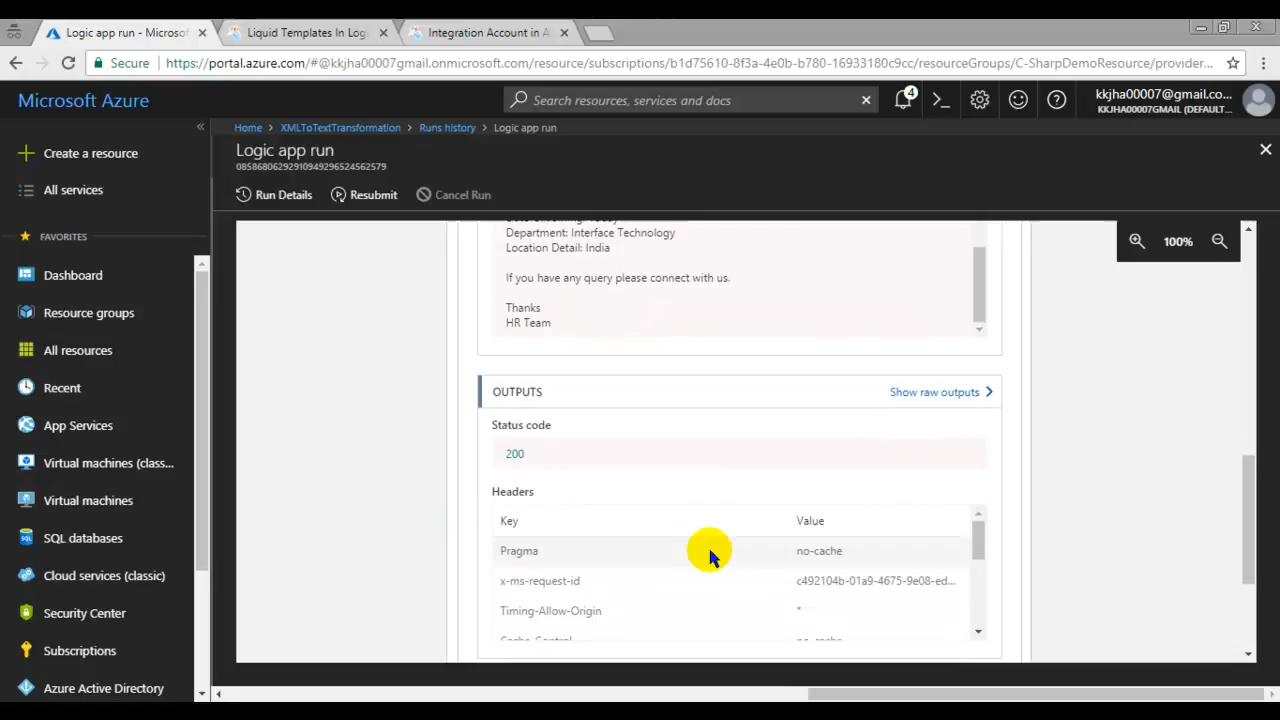 Logic app run - Microsof
Liquid Templates In Log
Integration Account in A
Secure
https://portal.azure.com/#@kkjha00007gmail.onmicrosoft.com/resource/subscriptions/b1d75610-8f3a-4e0b-b780-16933180c9cc/resourceGroups/C-SharpDemoResource/provider...
Microsoft Azure
Search resources, services and docs
4
kkjha00007@gmail.co...
KKJHA00007GMAIL (DEFAULT...
Home > XMLToTextTransformation > Runs history > Logic app run
Logic app run
08586806292910949296524562579
Run Details
Resubmit
Cancel Run
Create a resource
All services
FAVORITES
Dashboard
Resource groups
All resources
Recent
App Services
Virtual machines (class...
Virtual machines
SQL databases
Cloud services (classic)
Security Center
Subscriptions
Azure Active Directory
100%
Department: Interface Technology
Location Detail: India
If you have any query please connect with us.
Thanks
HR Team
OUTPUTS
Show raw outputs
Status code
200
Headers
Key Value
Pragma no-cache
x-ms-request-id c492104b-01a9-4675-9e08-ed...
Timing-Allow-Origin *
Cache-Control no-cache